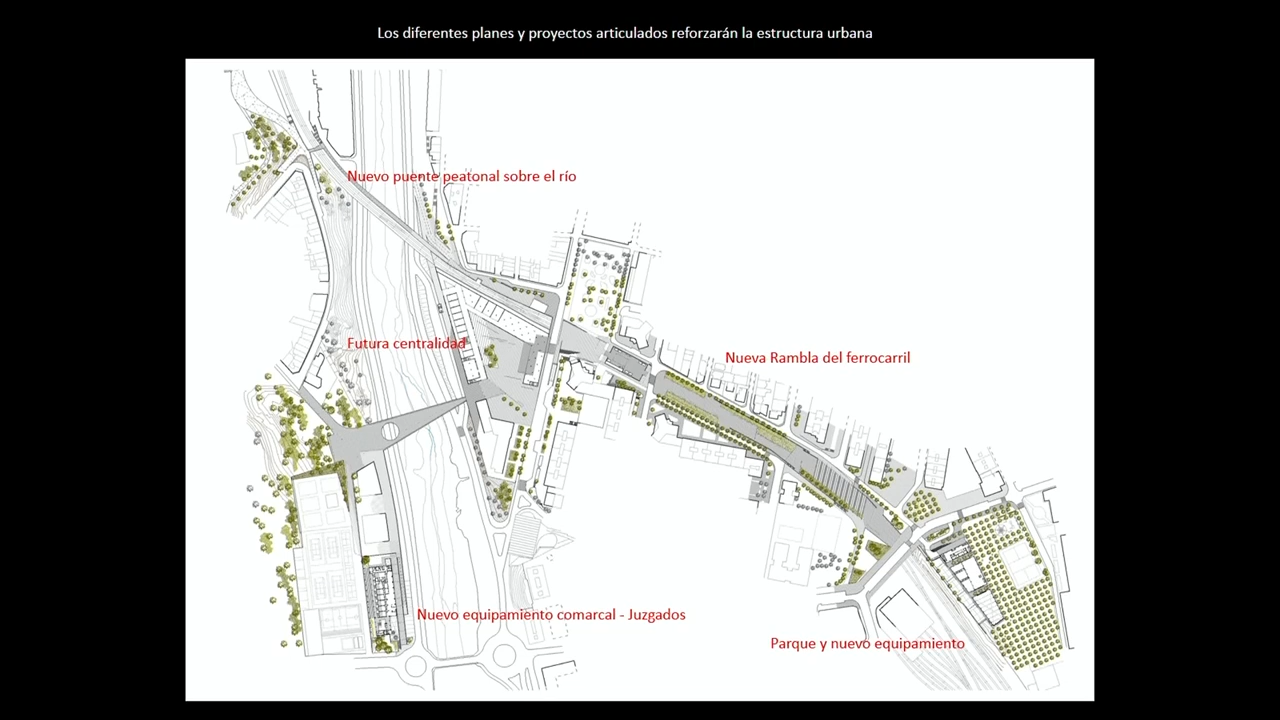 Los diferentes planes y proyectos articulados reforzarán la estructura urbana
Nuevo puente peatonal sobre el río
Futura centralidad
Nueva Rambla del ferrocarril
Nuevo equipamiento comarcal - Juzgados
Parque y nuevo equipamiento